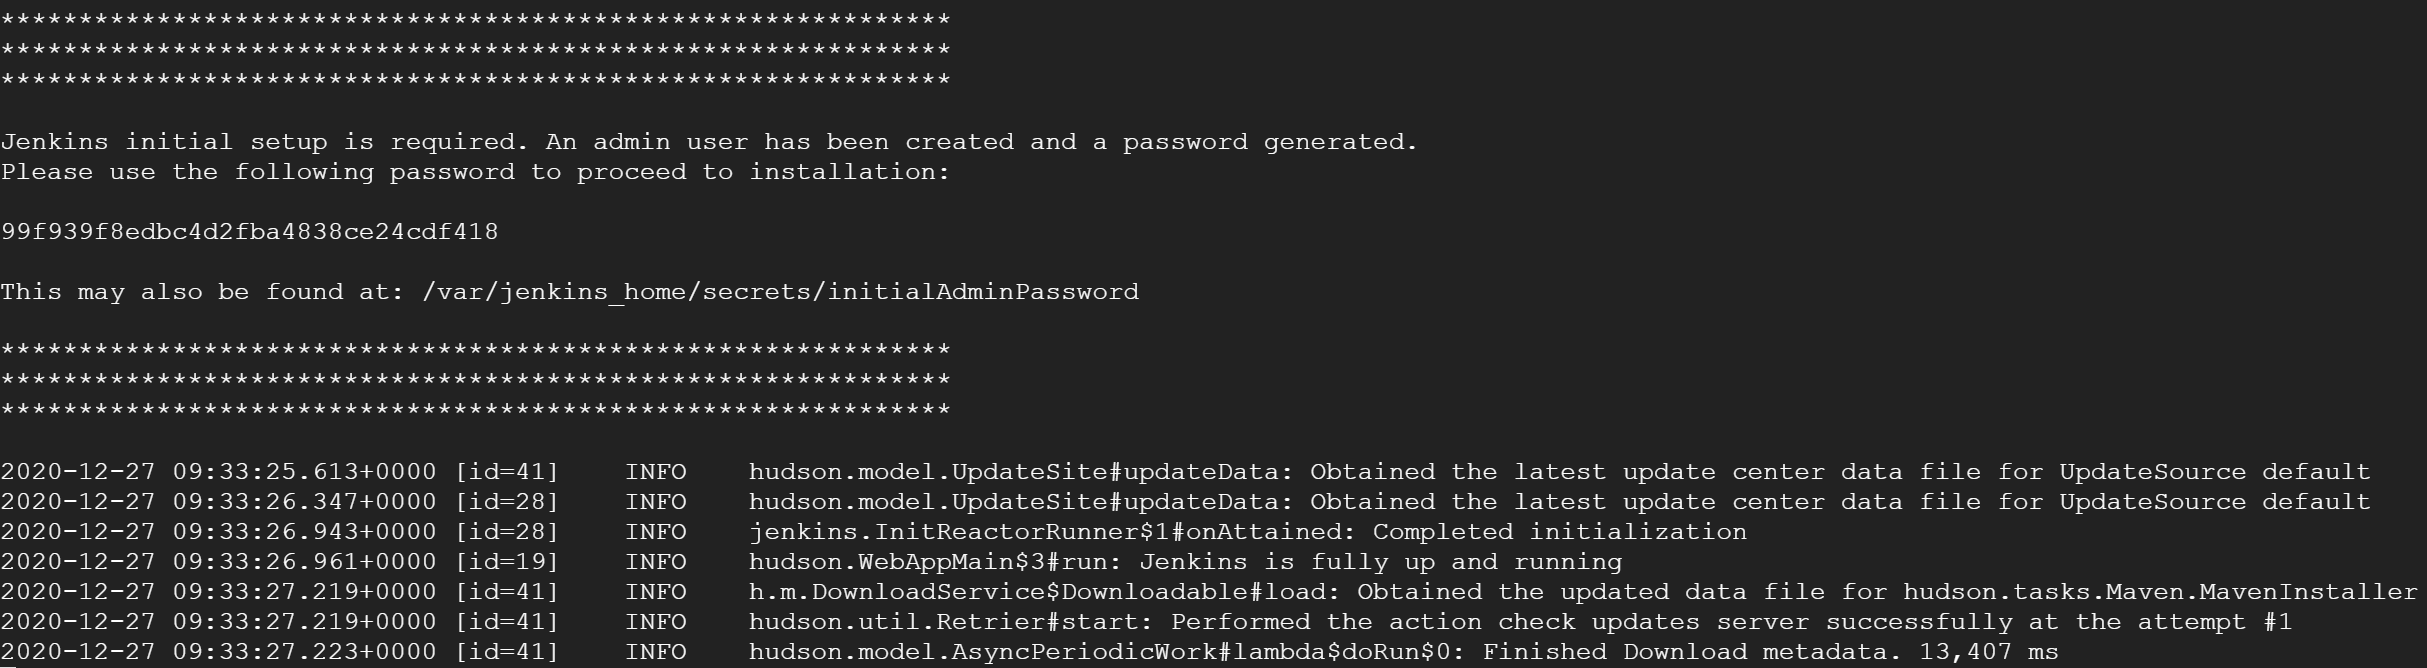 *************************************************************
*************************************************************
*************************************************************
Jenkins initial setup is required. An admin user has been created and a password generated.
Please use the following password to proceed to installation:
99f939f8edbc4d2fba4838ce24cdf418
This may also be found at: /var/jenkins_home/secrets/initialAdminPassword
*************************************************************
*************************************************************
*************************************************************
2020-12-27 09:33:25.613+0000 [id=41]    INFO    hudson.model.UpdateSite#updateData: Obtained the latest update center data file for UpdateSource default
2020-12-27 09:33:26.347+0000 [id=28]    INFO    hudson.model.UpdateSite#updateData: Obtained the latest update center data file for UpdateSource default
2020-12-27 09:33:26.943+0000 [id=28]    INFO    jenkins.InitReactorRunner$1#onAttained: Completed initialization
2020-12-27 09:33:26.961+0000 [id=19]    INFO    hudson.WebAppMain$3#run: Jenkins is fully up and running
2020-12-27 09:33:27.219+0000 [id=41]    INFO    h.m.DownloadService$Downloadable#load: Obtained the updated data file for hudson.tasks.Maven.MavenInstaller
2020-12-27 09:33:27.219+0000 [id=41]    INFO    hudson.util.Retrier#start: Performed the action check updates server successfully at the attempt #1
2020-12-27 09:33:27.223+0000 [id=41]    INFO    hudson.model.AsyncPeriodicWork#lambda$doRun$0: Finished Download metadata. 13,407 ms